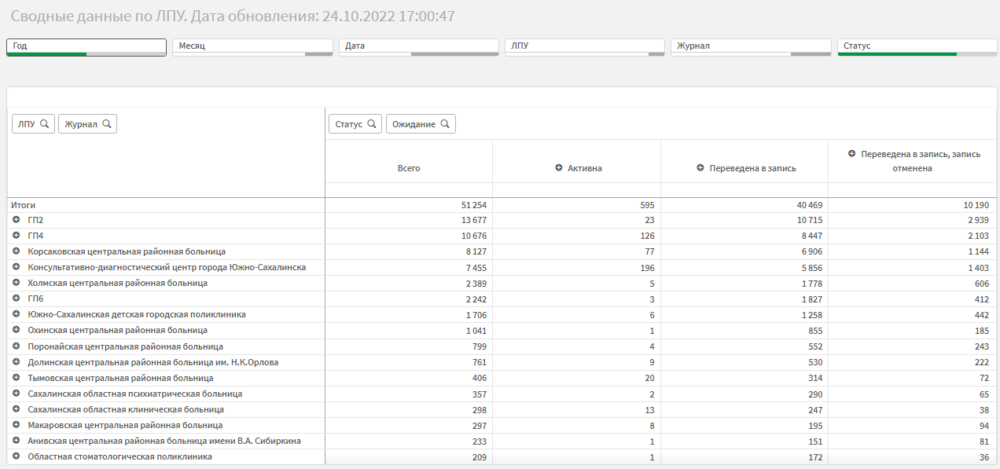 Сводные данные по ЛПУ. Дата обновления: 24.10.2022 17:00:47
Год Месяц Дата ЛПУ Журнал Статус
ЛПУ Журнал Статус Ожидание
Всего Активна Переведена в запись Переведена в запись, запись
отменена
Итоги 51 254 595 40 469 10 190
ГП2 13 677 23 10 715 2 939
ГП4 10 676 126 8 447 2 103
Корсаковская центральная районная больница 8 127 77 6 906 1 144
Консультативно-диагностический центр города Южно-Сахалинска 7 455 196 5 856 1 403
Холмская центральная районная больница 2 389 5 1 778 606
ГП6 2 242 3 1 827 412
Южно-Сахалинская детская городская поликлиника 1 706 6 1 258 442
Охинская центральная районная больница 1 041 1 855 185
Поронайская центральная районная больница 799 4 552 243
Долинская центральная районная больница им. Н.К.Орлова 761 9 530 222
Тымовская центральная районная больница 406 20 314 72
Сахалинская областная психиатрическая больница 357 2 290 65
Сахалинская областная клиническая больница 298 13 247 38
Макаровская центральная районная больница 297 8 195 94
Анивская центральная районная больница имени В.А. Сибиркина 233 1 151 81
Областная стоматологическая поликлиника 209 1 172 36